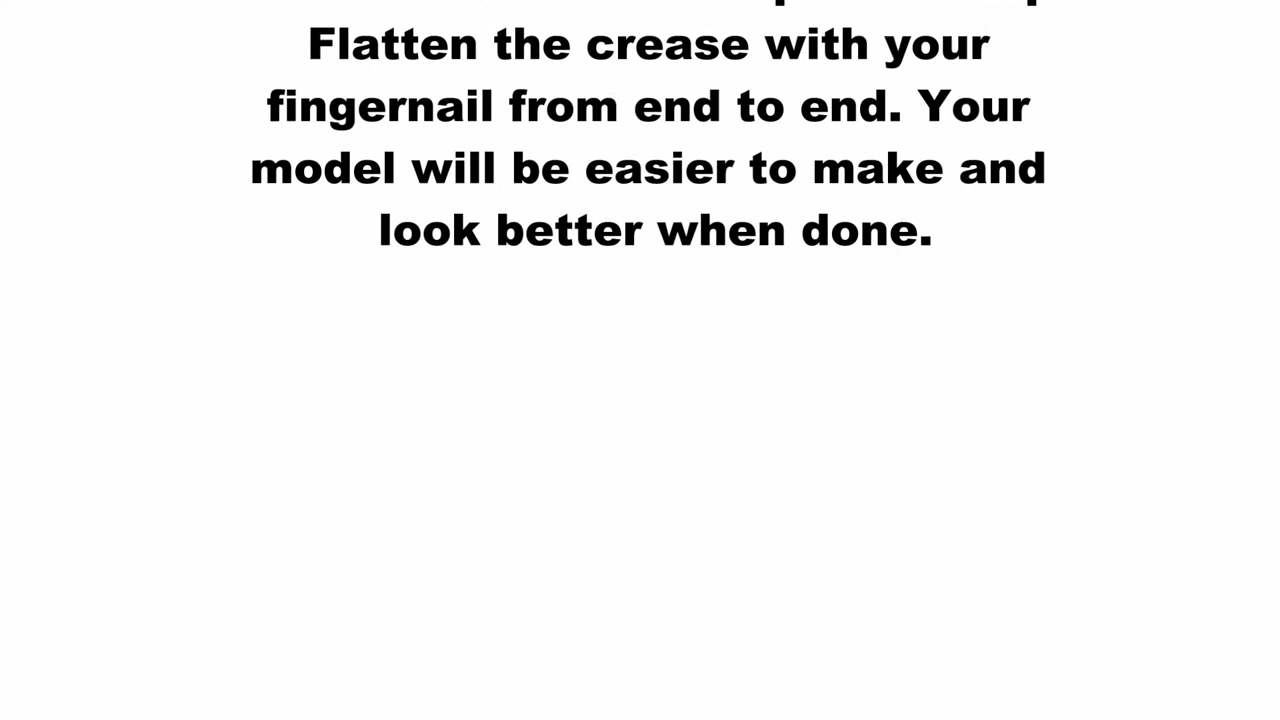 Flatten the crease with your
fingernail from end to end. Your
model will be easier to make and
look better when done.